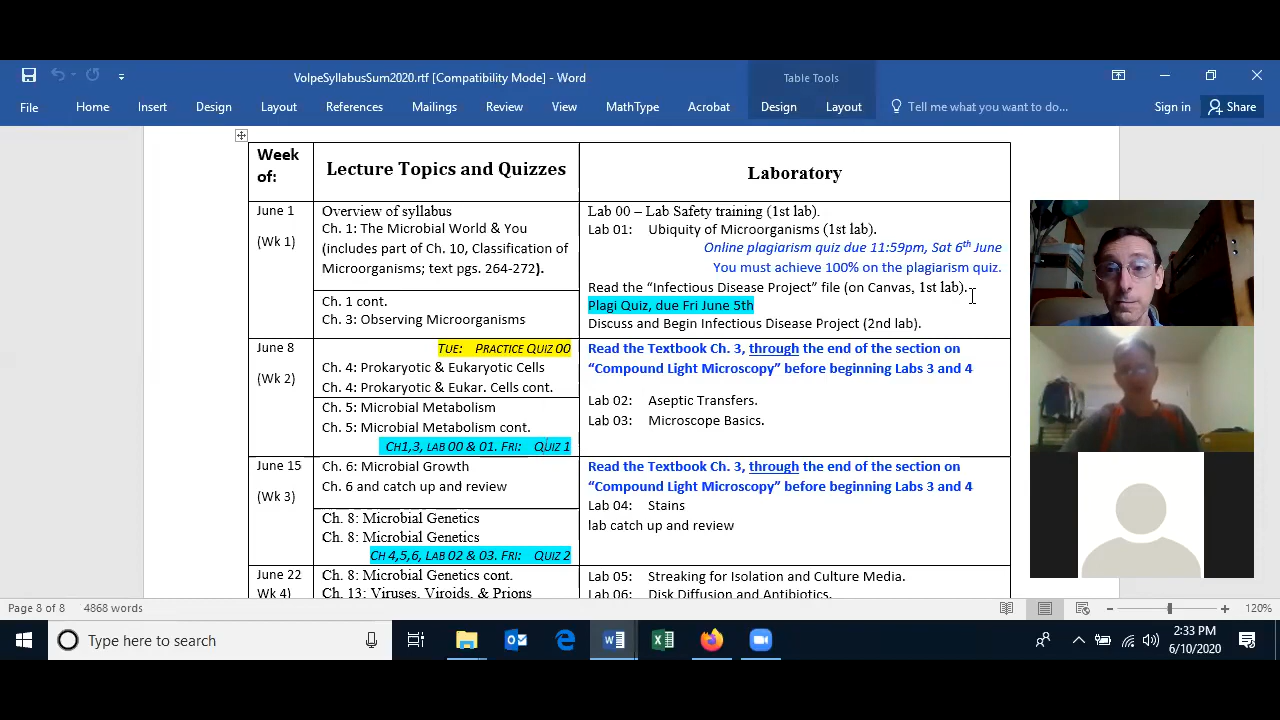 VolpeSyllabusSum2020.rtf [Compatibility Mode] - Word
Table Tools
File Home Insert Design Layout References Mailings Review View MathType Acrobat Design Layout Tell me what you want to do... Sign in Share
Week of:
Lecture Topics and Quizzes
Laboratory
June 1
(Wk 1)
Overview of syllabus
Ch. 1: The Microbial World & You
(includes part of Ch. 10, Classification of
Microorganisms; text pgs. 264-272).
Ch. 1 cont.
Ch. 3: Observing Microorganisms
Lab 00 – Lab Safety training (1st lab).
Lab 01: Ubiquity of Microorganisms (1st lab).
Online plagiarism quiz due 11:59pm, Sat 6th June
You must achieve 100% on the plagiarism quiz.
Read the “Infectious Disease Project” file (on Canvas, 1st lab).
Plagi Quiz, due Fri June 5th
Discuss and Begin Infectious Disease Project (2nd lab).
June 8
(Wk 2)
TUE: PRACTICE QUIZ 00
Ch. 4: Prokaryotic & Eukaryotic Cells
Ch. 4: Prokaryotic & Eukar. Cells cont.
Ch. 5: Microbial Metabolism
Ch. 5: Microbial Metabolism cont.
CH1,3, LAB 00 & 01. FRI: QUIZ 1
Read the Textbook Ch. 3, through the end of the section on
“Compound Light Microscopy” before beginning Labs 3 and 4
Lab 02: Aseptic Transfers.
Lab 03: Microscope Basics.
June 15
(Wk 3)
Ch. 6: Microbial Growth
Ch. 6 and catch up and review
Ch. 8: Microbial Genetics
Ch. 8: Microbial Genetics
CH 4,5,6, LAB 02 & 03. FRI: QUIZ 2
Read the Textbook Ch. 3, through the end of the section on
“Compound Light Microscopy” before beginning Labs 3 and 4
Lab 04: Stains
lab catch up and review
June 22
Wk 4)
Ch. 8: Microbial Genetics cont.
Ch. 13: Viruses, Viroids, & Prions
Lab 05: Streaking for Isolation and Culture Media.
Lab 06: Disk Diffusion and Antibiotics.
Page 8 of 8 4868 words 120%
Type here to search
2:33 PM
6/10/2020